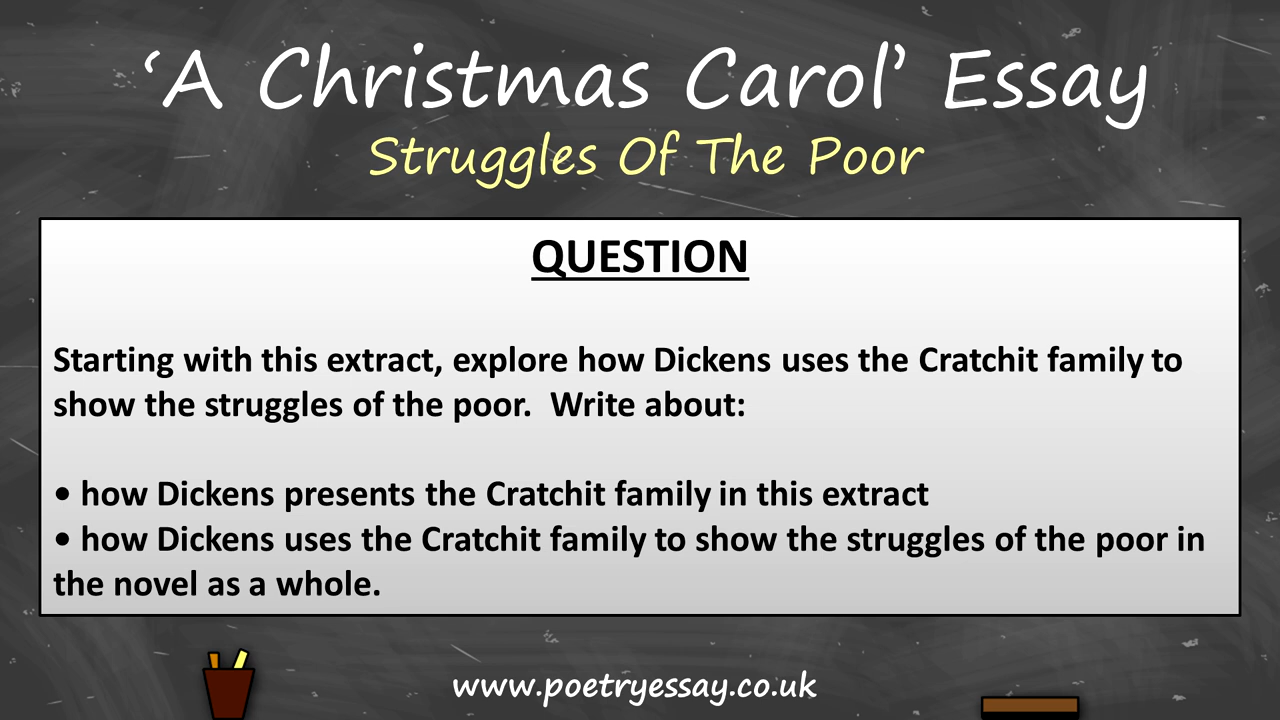 ‘A Christmas Carol’ Essay
Struggles Of The Poor
QUESTION
Starting with this extract, explore how Dickens uses the Cratchit family to
show the struggles of the poor.  Write about:
• how Dickens presents the Cratchit family in this extract
• how Dickens uses the Cratchit family to show the struggles of the poor in
the novel as a whole.
www.poetryessay.co.uk